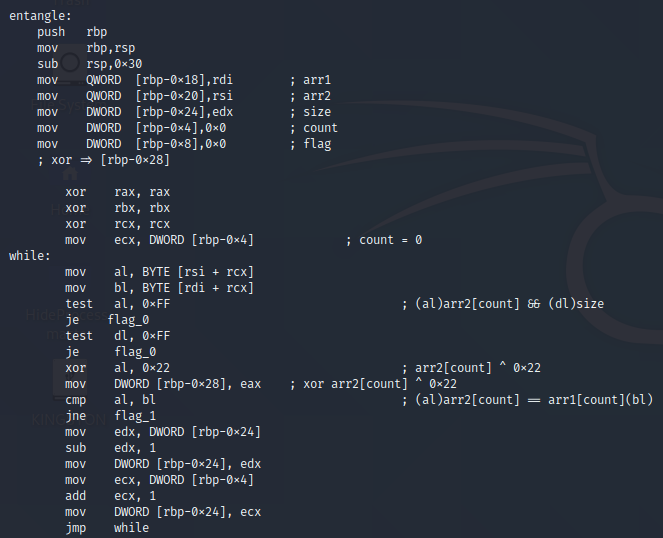 entangle:
push rbp
mov rbp,rsp
sub rsp,0×30
mov QWORD [rbp-0×18],rdi ; arr1
mov QWORD [rbp-0×20],rsi ; arr2
mov DWORD [rbp-0×24],edx ; size
mov DWORD [rbp-0×4],0×0 ; count
mov DWORD [rbp-0×8],0×0 ; flag
; xor ⇒ [rbp-0×28]
xor rax, rax
xor rbx, rbx
xor rcx, rcx
mov ecx, DWORD [rbp-0×4] ; count = 0
while:
mov al, BYTE [rsi + rcx]
mov bl, BYTE [rdi + rcx]
test al, 0×FF ; (al)arr2[count] && (dl)size
je flag_0
test dl, 0×FF
je flag_0
xor al, 0×22 ; arr2[count] ^ 0×22
mov DWORD [rbp-0×28], eax ; xor arr2[count] ^ 0×22
cmp al, bl ; (al)arr2[count] == arr1[count](bl)
jne flag_1
mov edx, DWORD [rbp-0×24]
sub edx, 1
mov DWORD [rbp-0×24], edx
mov ecx, DWORD [rbp-0×4]
add ecx, 1
mov DWORD [rbp-0×24], ecx
jmp while